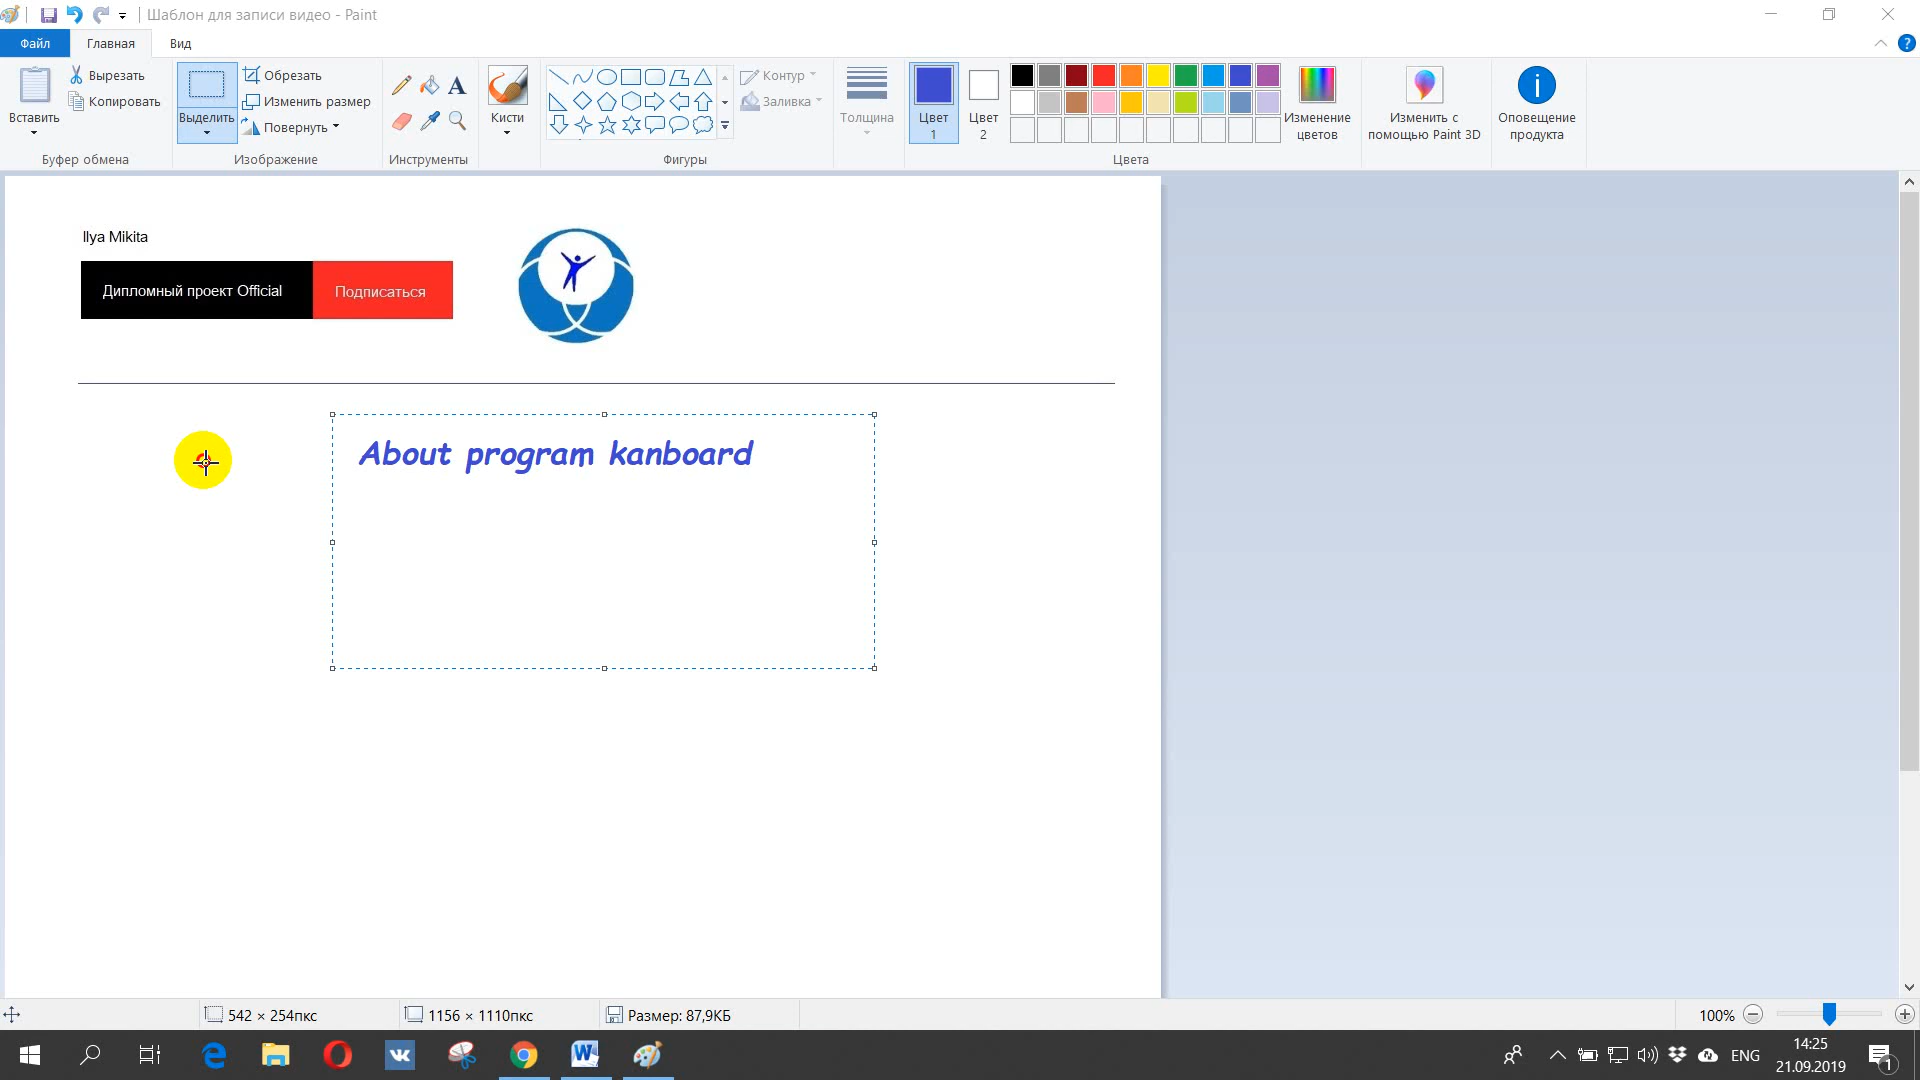 Шаблон для записи видео - Paint
Файл Главная Вид
Вставить
Вырезать
Копировать
Буфер обмена
Выделить
Обрезать
Изменить размер
Повернуть
Изображение
A
Инструменты
Кисти
Фигуры
Контур
Заливка
Толщина
Цвет
1
Цвет
2
Цвета
Изменение
цветов
Изменить с
помощью Paint 3D
Оповещение
продукта
Ilya Mikita
Дипломный проект Official
Подписаться
About program kanboard
542 × 254пкс
1156 × 1110пкс
Размер: 87,9КБ
100%
ENG
14:25
21.09.2019
1